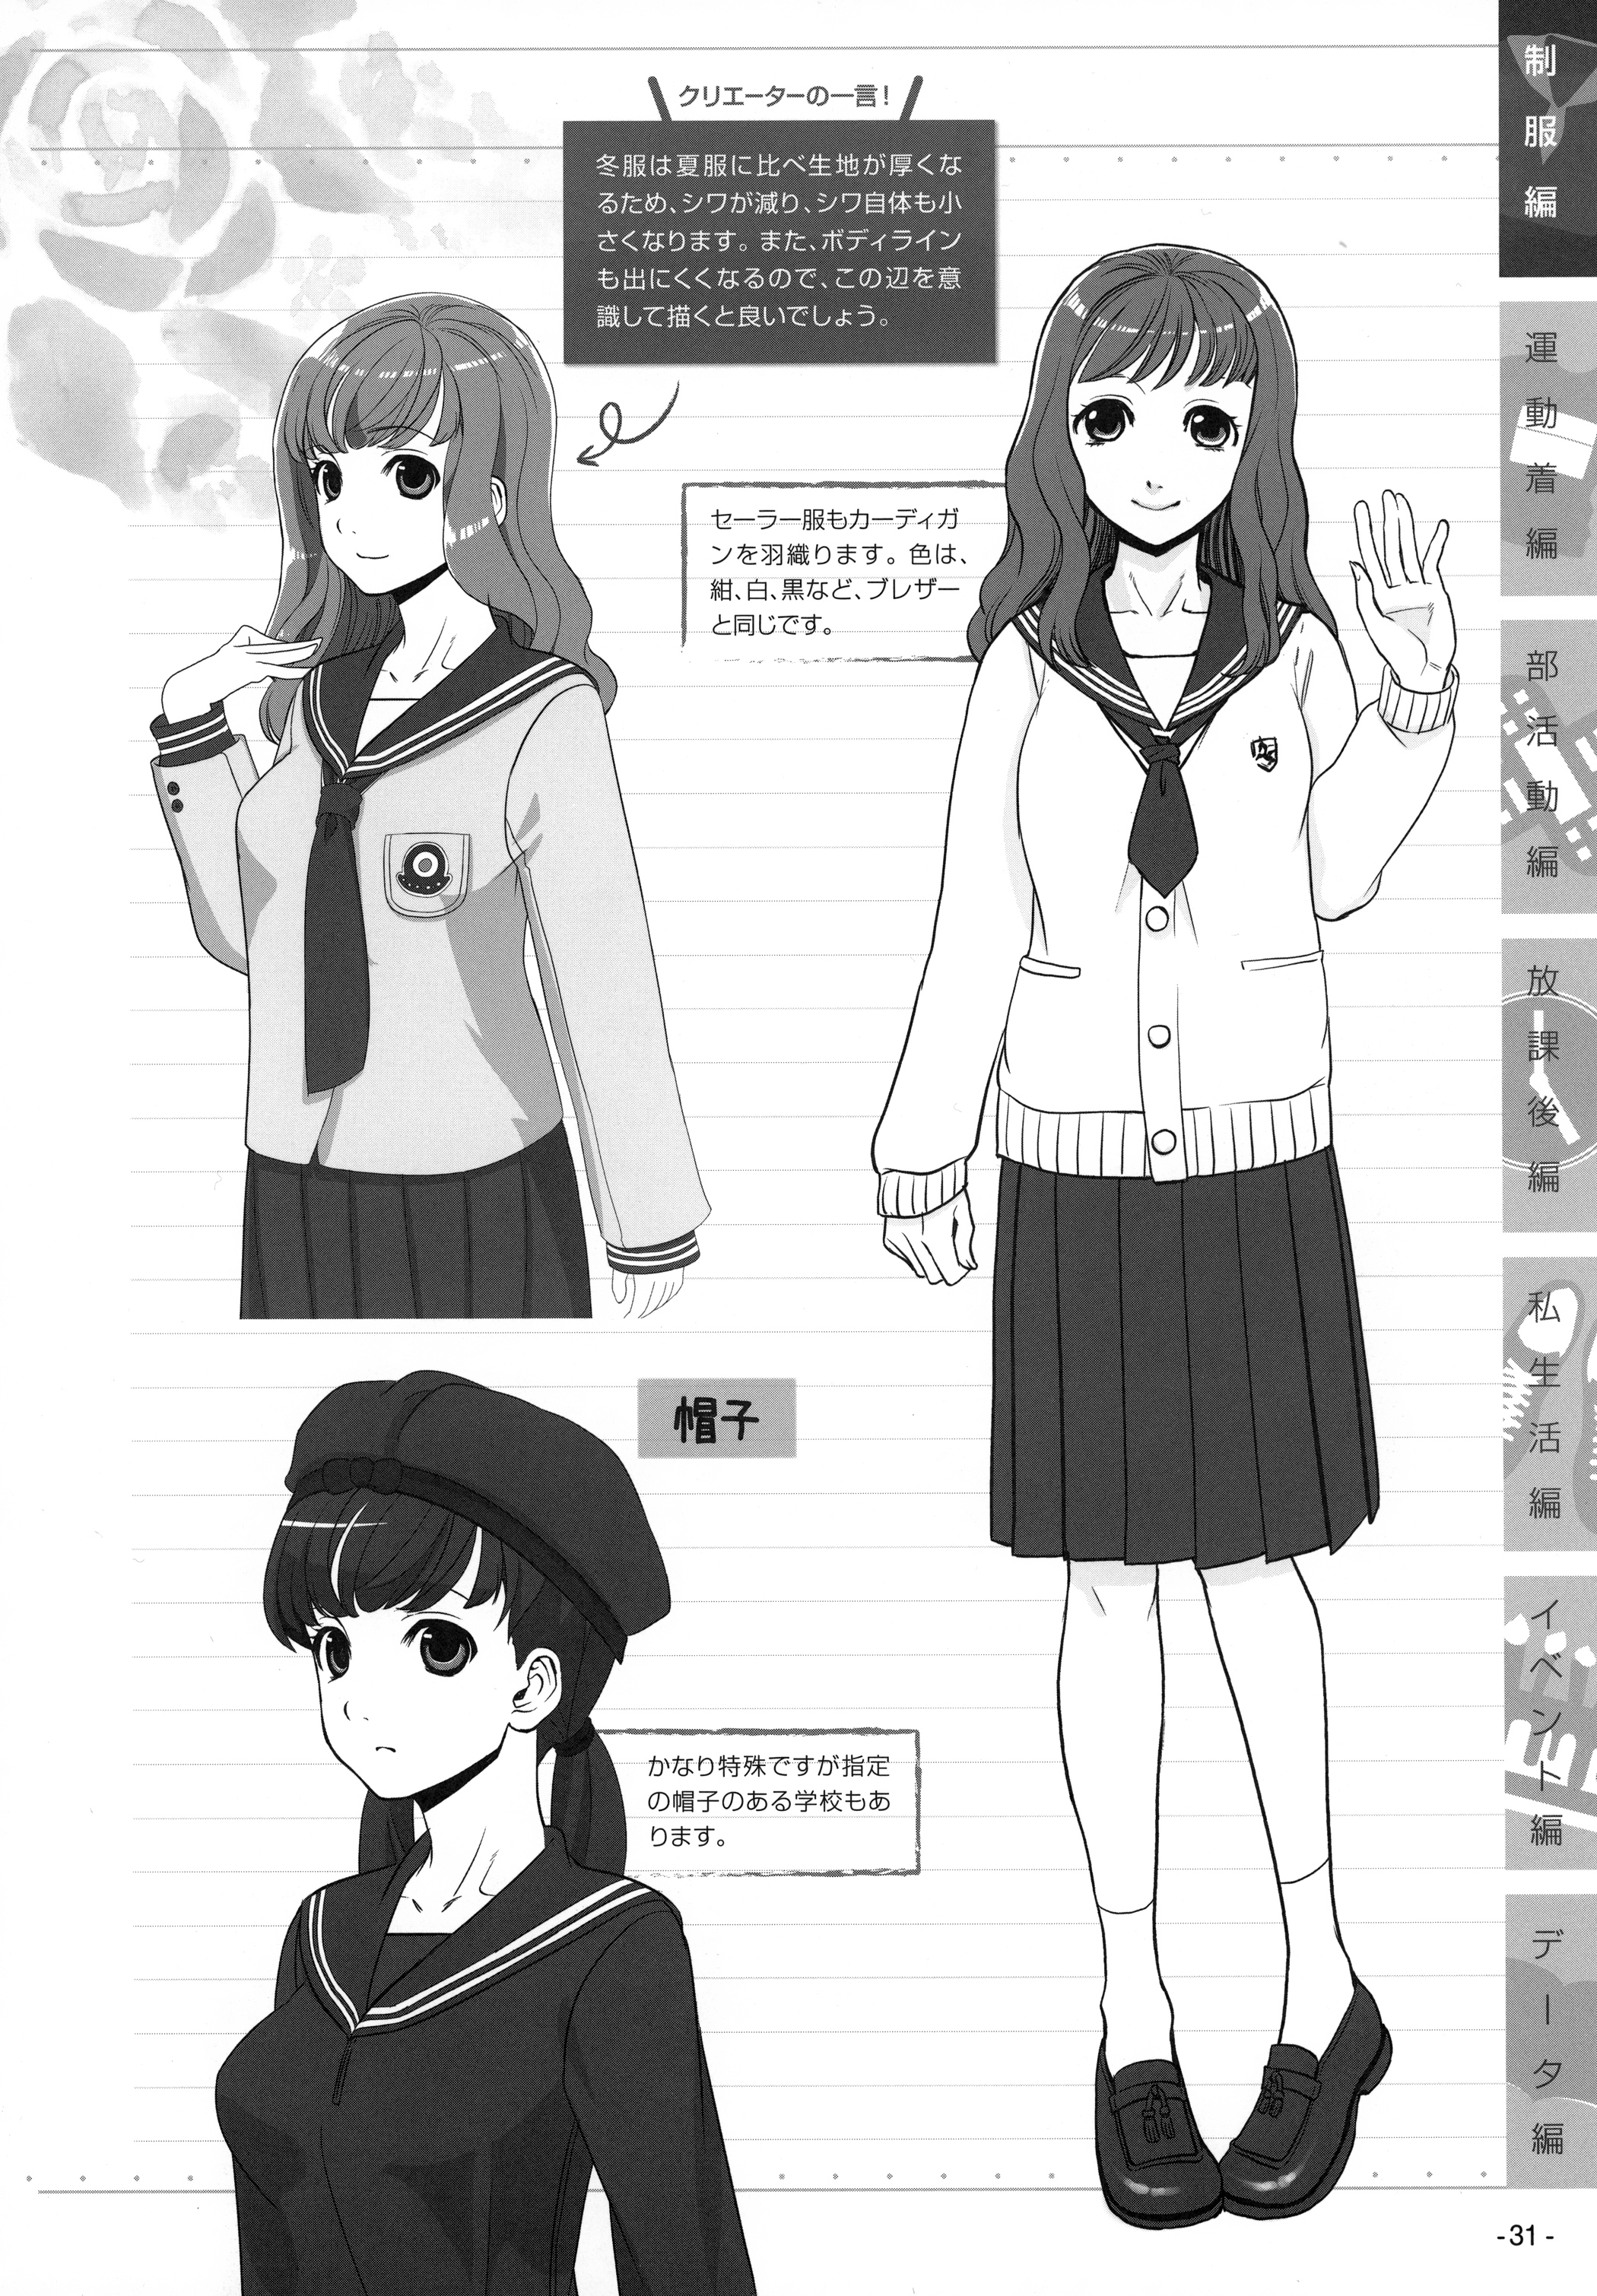 クリエーターの一言！
冬服は夏服に比べ生地が厚くな
るため、シワが減り、シワ自体も小
さくなります。また、ボディライン
も出にくくなるので、この辺を意
識して描くと良いでしょう。
セーラー服もカーディガ
ンを羽織ります。色は、
紺、白、黒など、ブレザー
と同じです。
帽子
かなり特殊ですが指定
の帽子のある学校もあ
ります。
制服編
運動着編
部活動編
放課後編
私生活編
イベント編
データ編
- 31 -